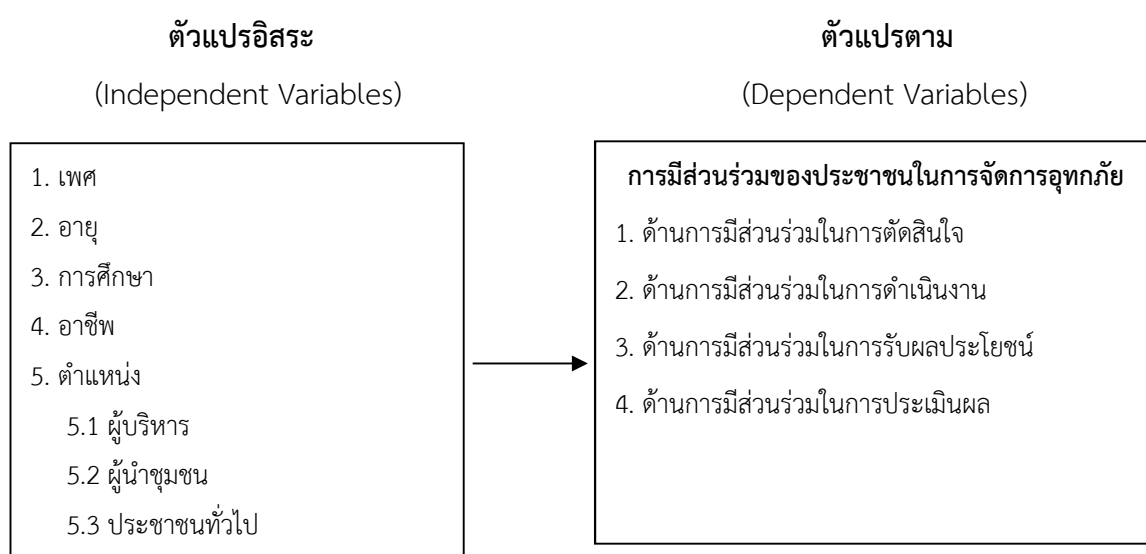 ตัวแปรอิสระ
(Independent Variables)
1. เพศ
2. อายุ
3. การศึกษา
4. อาชีพ
5. ตำแหน่ง
5.1 ผู้บริหาร
5.2 ผู้นำชุมชน
5.3 ประชาชนทั่วไป
ตัวแปรตาม
(Dependent Variables)
การมีส่วนร่วมของประชาชนในการจัดการอุทกภัย
1. ด้านการมีส่วนร่วมในการตัดสินใจ
2. ด้านการมีส่วนร่วมในการดำเนินงาน
3. ด้านการมีส่วนร่วมในการรับผลประโยชน์
4. ด้านการมีส่วนร่วมในการประเมินผล